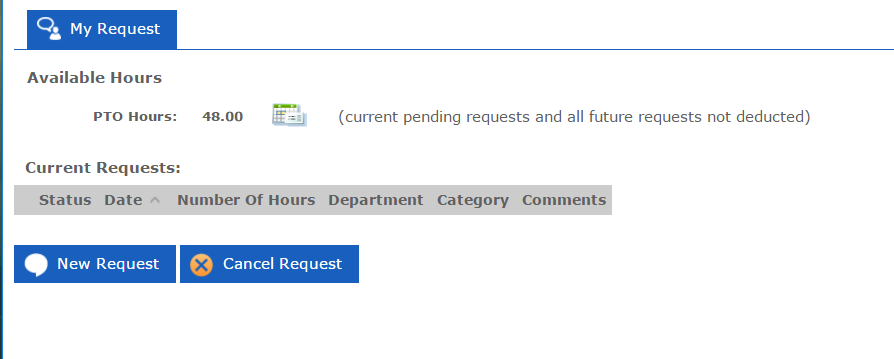 My Request
Available Hours
PTO Hours: 48.00 (current pending requests and all future requests not deducted)
Current Requests:
Status Date Number Of Hours Department Category Comments
New Request Cancel Request